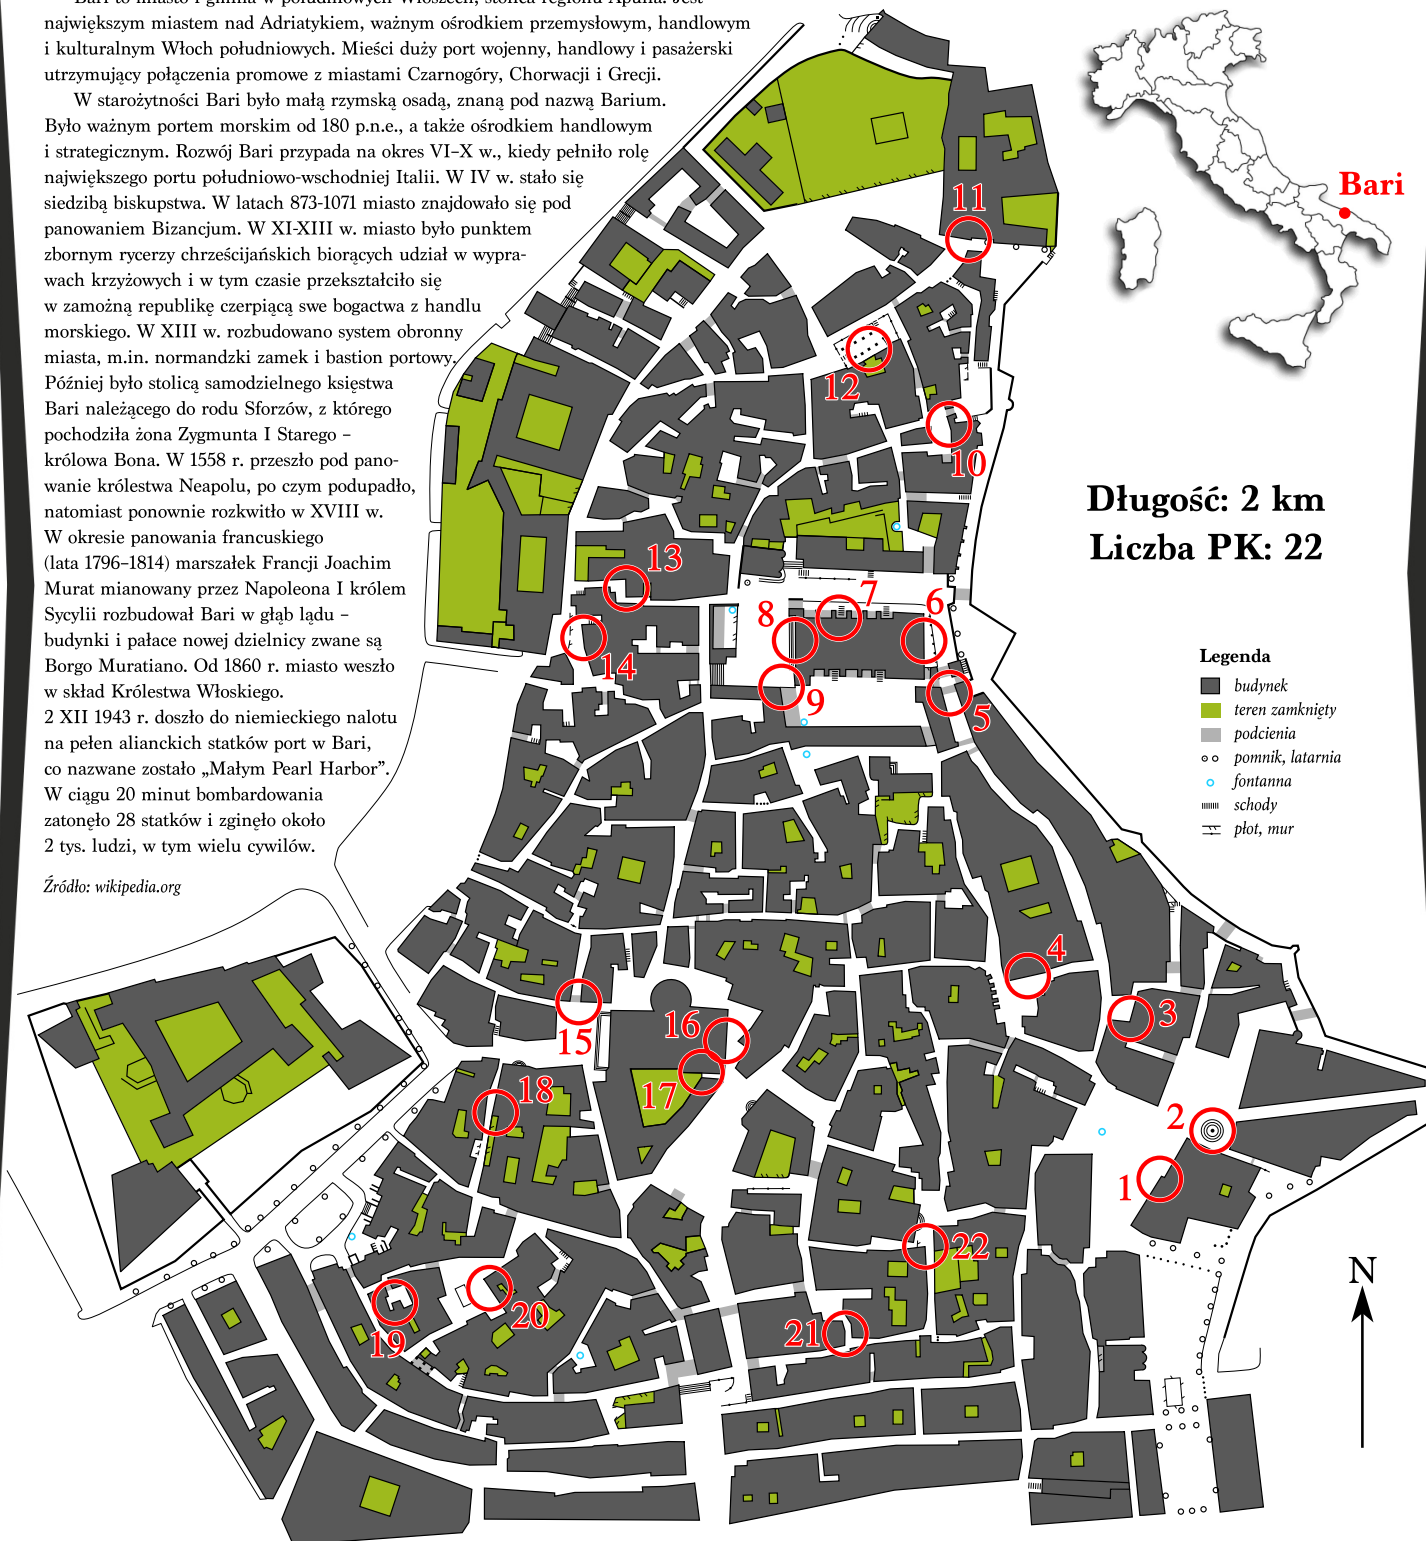 Bari to miasto i gmina w południowych Włoszech, stolica regionu Apulia. Jest
największym miastem nad Adriatykiem, ważnym ośrodkiem przemysłowym, handlowym
i kulturalnym Włoch południowych. Mieści duży port wojenny, handlowy i pasażerski
utrzymujący połączenia promowe z miastami Czarnogóry, Chorwacji i Grecji.
W starożytności Bari było małą rzymską osadą, znaną pod nazwą Barium.
Było ważnym portem morskim od 180 p.n.e., a także ośrodkiem handlowym
i strategicznym. Rozwój Bari przypada na okres VI–X w., kiedy pełniło rolę
największego portu południowo-wschodniej Italii. W IV w. stało się
siedzibą biskupstwa. W latach 873-1071 miasto znajdowało się pod
panowaniem Bizancjum. W XI-XIII w. miasto było punktem
zbornym rycerzy chrześcijańskich biorących udział w wypra-
wach krzyżowych i w tym czasie przekształciło się
w zamożną republikę czerpiącą swe bogactwa z handlu
morskiego. W XIII w. rozbudowano system obronny
miasta, m.in. normandzki zamek i bastion portowy.
Później było stolicą samodzielnego księstwa
Bari należącego do rodu Sforzów, z którego
pochodziła żona Zygmunta I Starego –
królowa Bona. W 1558 r. przeszło pod pano-
wanie królestwa Neapolu, po czym podupadło,
natomiast ponownie rozkwitło w XVIII w.
W okresie panowania francuskiego
(lata 1796–1814) marszałek Francji Joachim
Murat mianowany przez Napoleona I królem
Sycylii rozbudował Bari w głąb lądu –
budynki i pałace nowej dzielnicy zwane są
Borgo Muratiano. Od 1860 r. miasto weszło
w skład Królestwa Włoskiego.
2 XII 1943 r. doszło do niemieckiego nalotu
na pełen alianckich statków port w Bari,
co nazwane zostało „Małym Pearl Harbor”.
W ciągu 20 minut bombardowania
zatonęło 28 statków i zginęło około
2 tys. ludzi, w tym wielu cywilów.
Źródło: wikipedia.org
Bari
Długość: 2 km
Liczba PK: 22
Legenda
budynek
teren zamknięty
podcienia
pomnik, latarnia
fontanna
schody
płot, mur
N
11
12
10
13
7
8
6
14
9
5
4
3
15
16
17
18
2
1
22
20
19
21